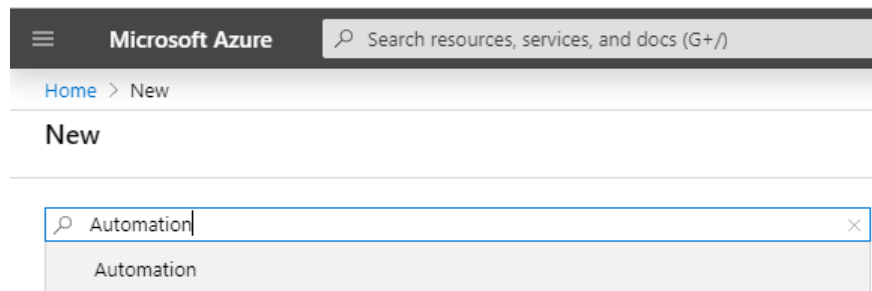 Microsoft Azure Search resources, services, and docs (G+/)
Home > New
New
Automation
Automation